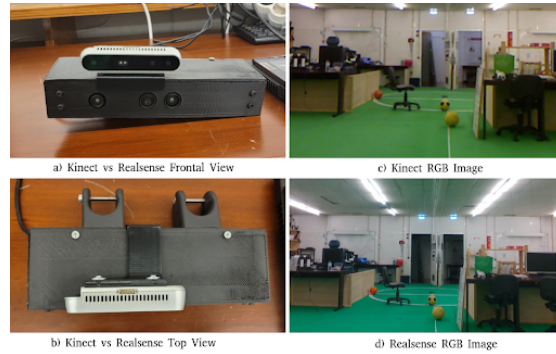 a) Kinect vs Realsense Frontal View
c) Kinect RGB Image
b) Kinect vs Realsense Top View
d) Realsense RGB Image